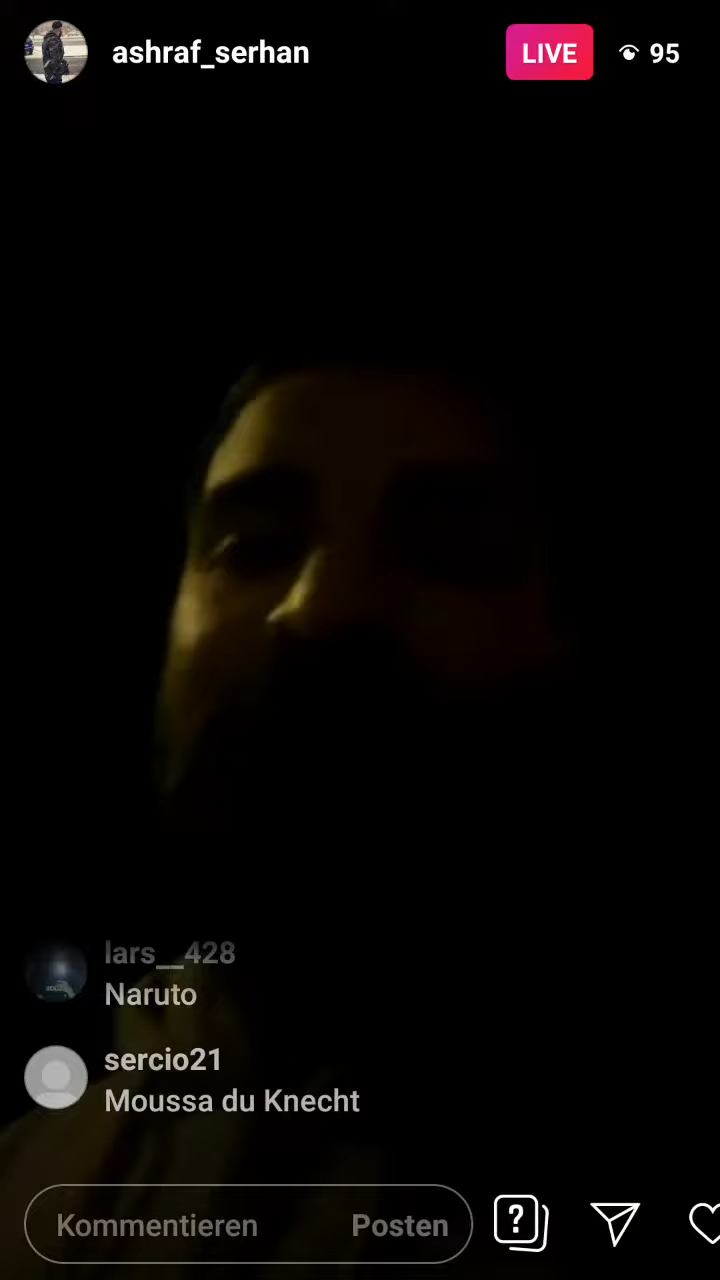 ashraf_serhan
LIVE
95
lars__428
Naruto
sercio21
Moussa du Knecht
Kommentieren
Posten
?